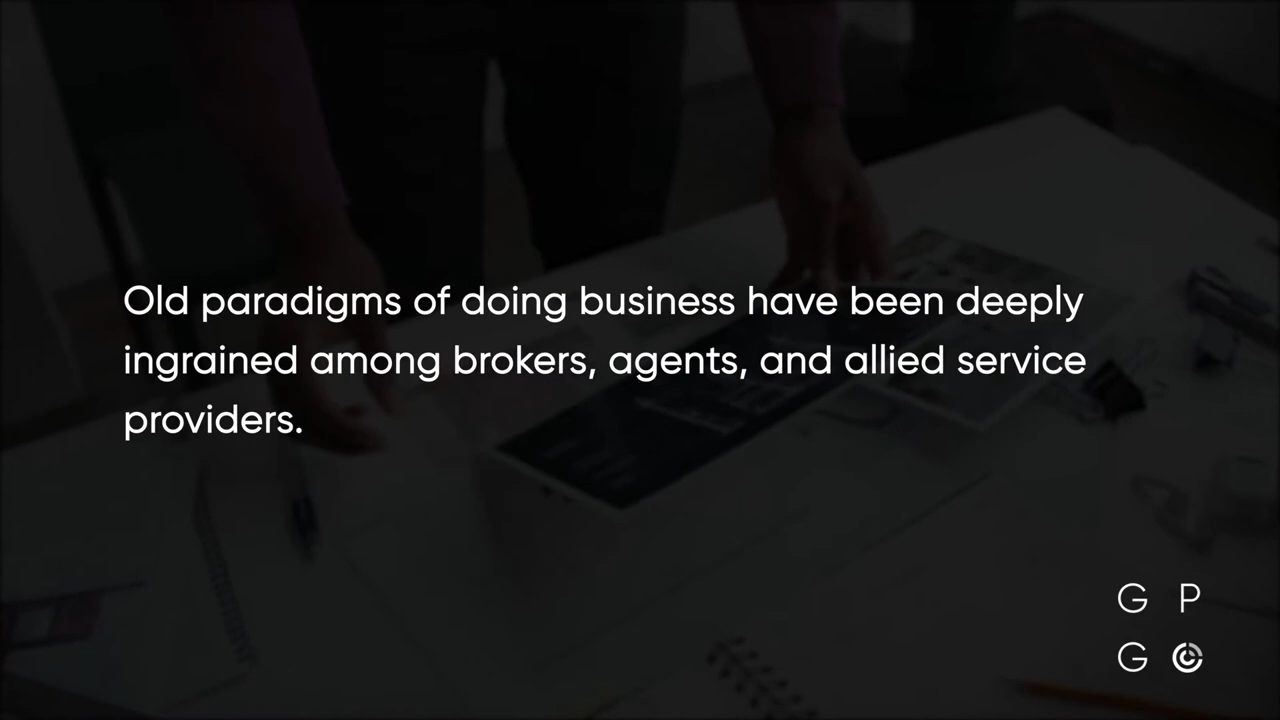 Old paradigms of doing business have been deeply
ingrained among brokers, agents, and allied service
providers.
G P
G